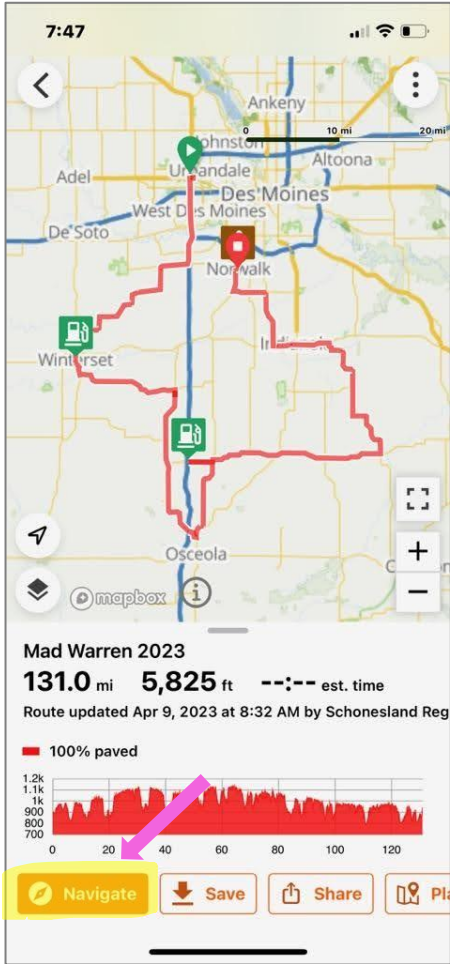 7:47
Ankeny
0 10 mi 20 mi
Johnston
Altoona
Adel
Urbandale
Des Moines
West Des Moines
De Soto
Norwalk
Winterset
Osceola
mapbox
Mad Warren 2023
131.0 mi 5,825 ft --:-- est. time
Route updated Apr 9, 2023 at 8:32 AM by Schonesland Reg
100% paved
1.2k
1.1k
1k
900
800
700
0 20 40 60 80 100 120
Navigate Save Share Pla